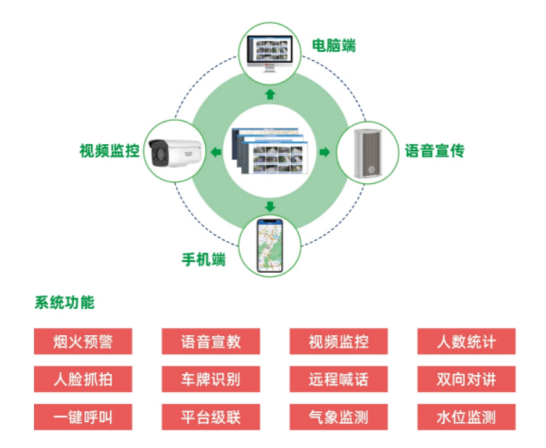 电脑端
视频监控
语音宣传
手机端
系统功能
烟火预警 语音宣教 视频监控 人数统计
人脸抓拍 车牌识别 远程喊话 双向对讲
一键呼叫 平台级联 气象监测 水位监测